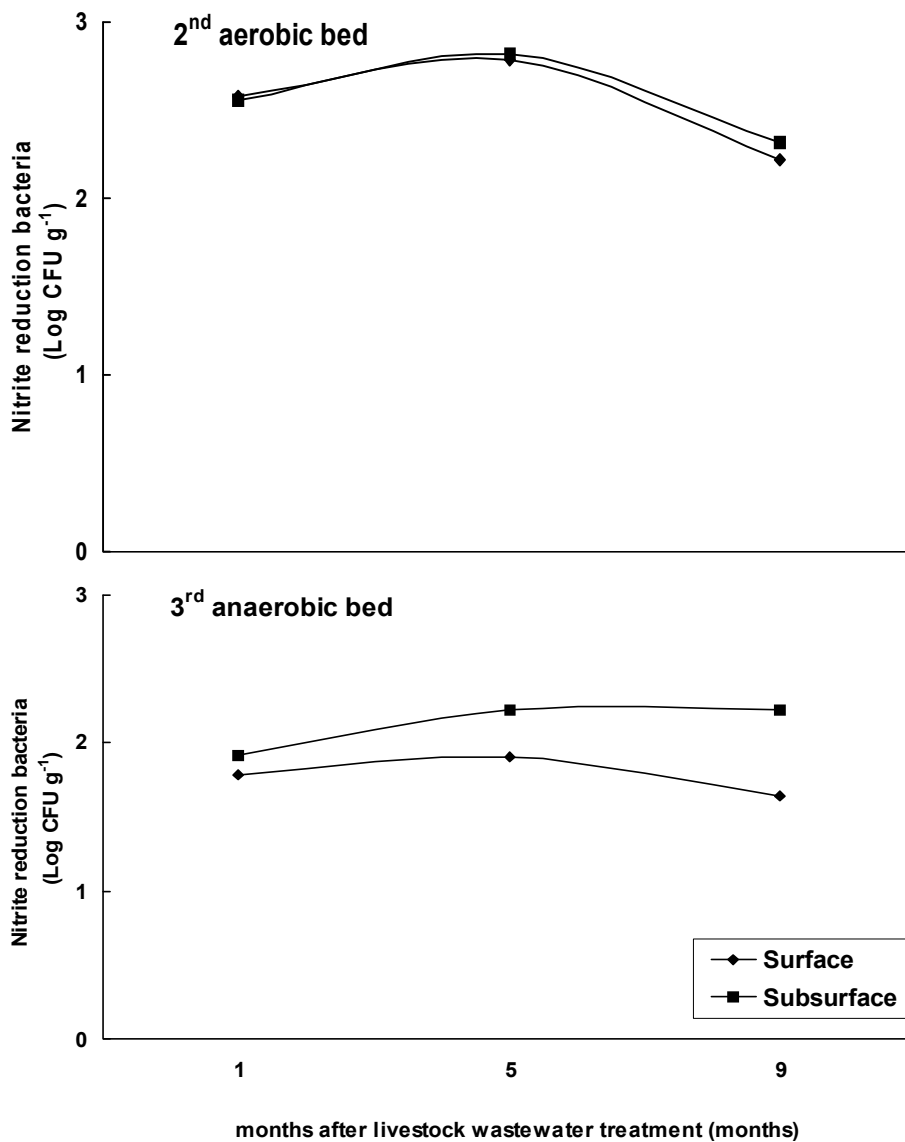 2nd aerobic bed
Nitrite reduction bacteria
(Log CFU g-1)
3
2
1
0
3rd anaerobic bed
Nitrite reduction bacteria
(Log CFU g-1)
3
2
1
0
Surface
Subsurface
1 5 9
months after livestock wastewater treatment (months)